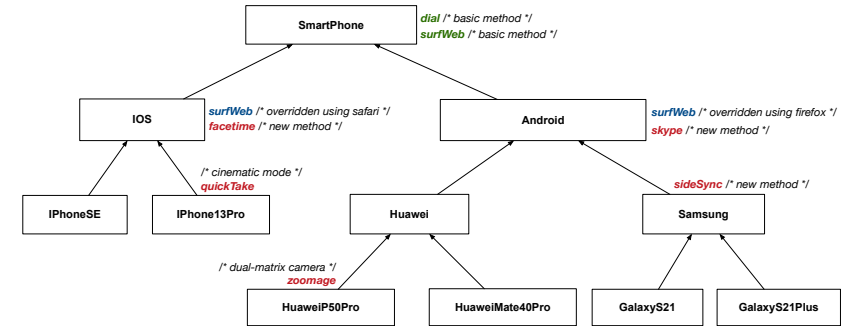 SmartPhone
dial /* basic method */
surfWeb /* basic method */
IOS
surfWeb /* overridden using safari */
facetime /* new method */
Android
surfWeb /* overridden using firefox */
skype /* new method */
/* cinematic mode */
quickTake
sideSync /* new method */
IPhoneSE
IPhone13Pro
Huawei
Samsung
/* dual-matrix camera */
zoomage
HuaweiP50Pro
HuaweiMate40Pro
GalaxyS21
GalaxyS21Plus